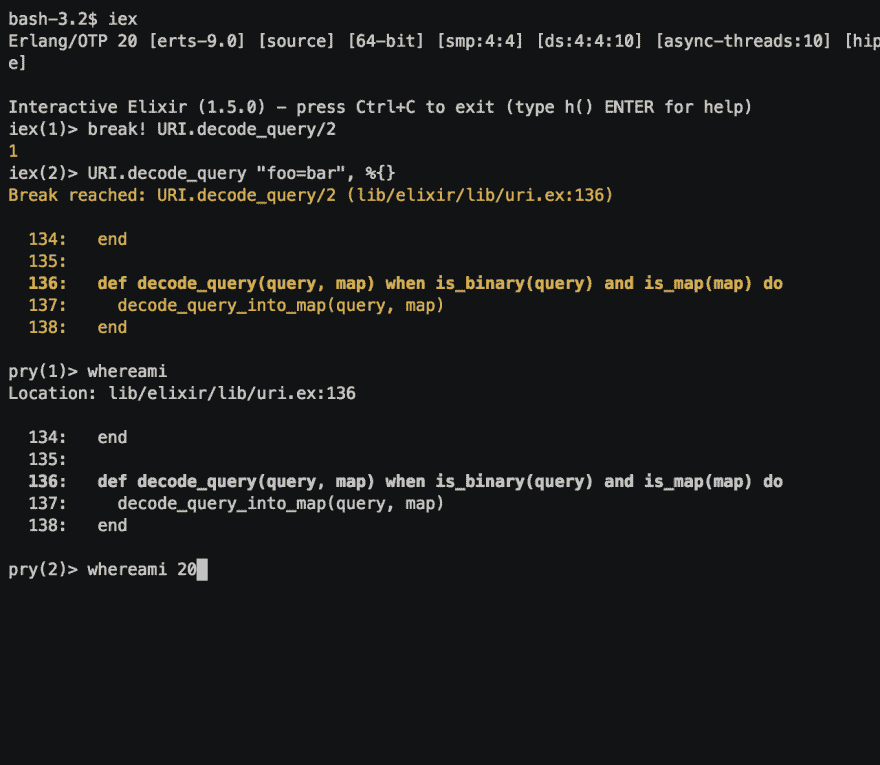 bash-3.2$ iex
Erlang/OTP 20 [erts-9.0] [source] [64-bit] [smp:4:4] [ds:4:4:10] [async-threads:10] [hip
e]
Interactive Elixir (1.5.0) - press Ctrl+C to exit (type h() ENTER for help)
iex(1)> break! URI.decode_query/2
1
iex(2)> URI.decode_query "foo=bar", %{}
Break reached: URI.decode_query/2 (lib/elixir/lib/uri.ex:136)
  134:   end
  135:
  136:   def decode_query(query, map) when is_binary(query) and is_map(map) do
  137:     decode_query_into_map(query, map)
  138:   end
pry(1)> whereami
Location: lib/elixir/lib/uri.ex:136
  134:   end
  135:
  136:   def decode_query(query, map) when is_binary(query) and is_map(map) do
  137:     decode_query_into_map(query, map)
  138:   end
pry(2)> whereami 20